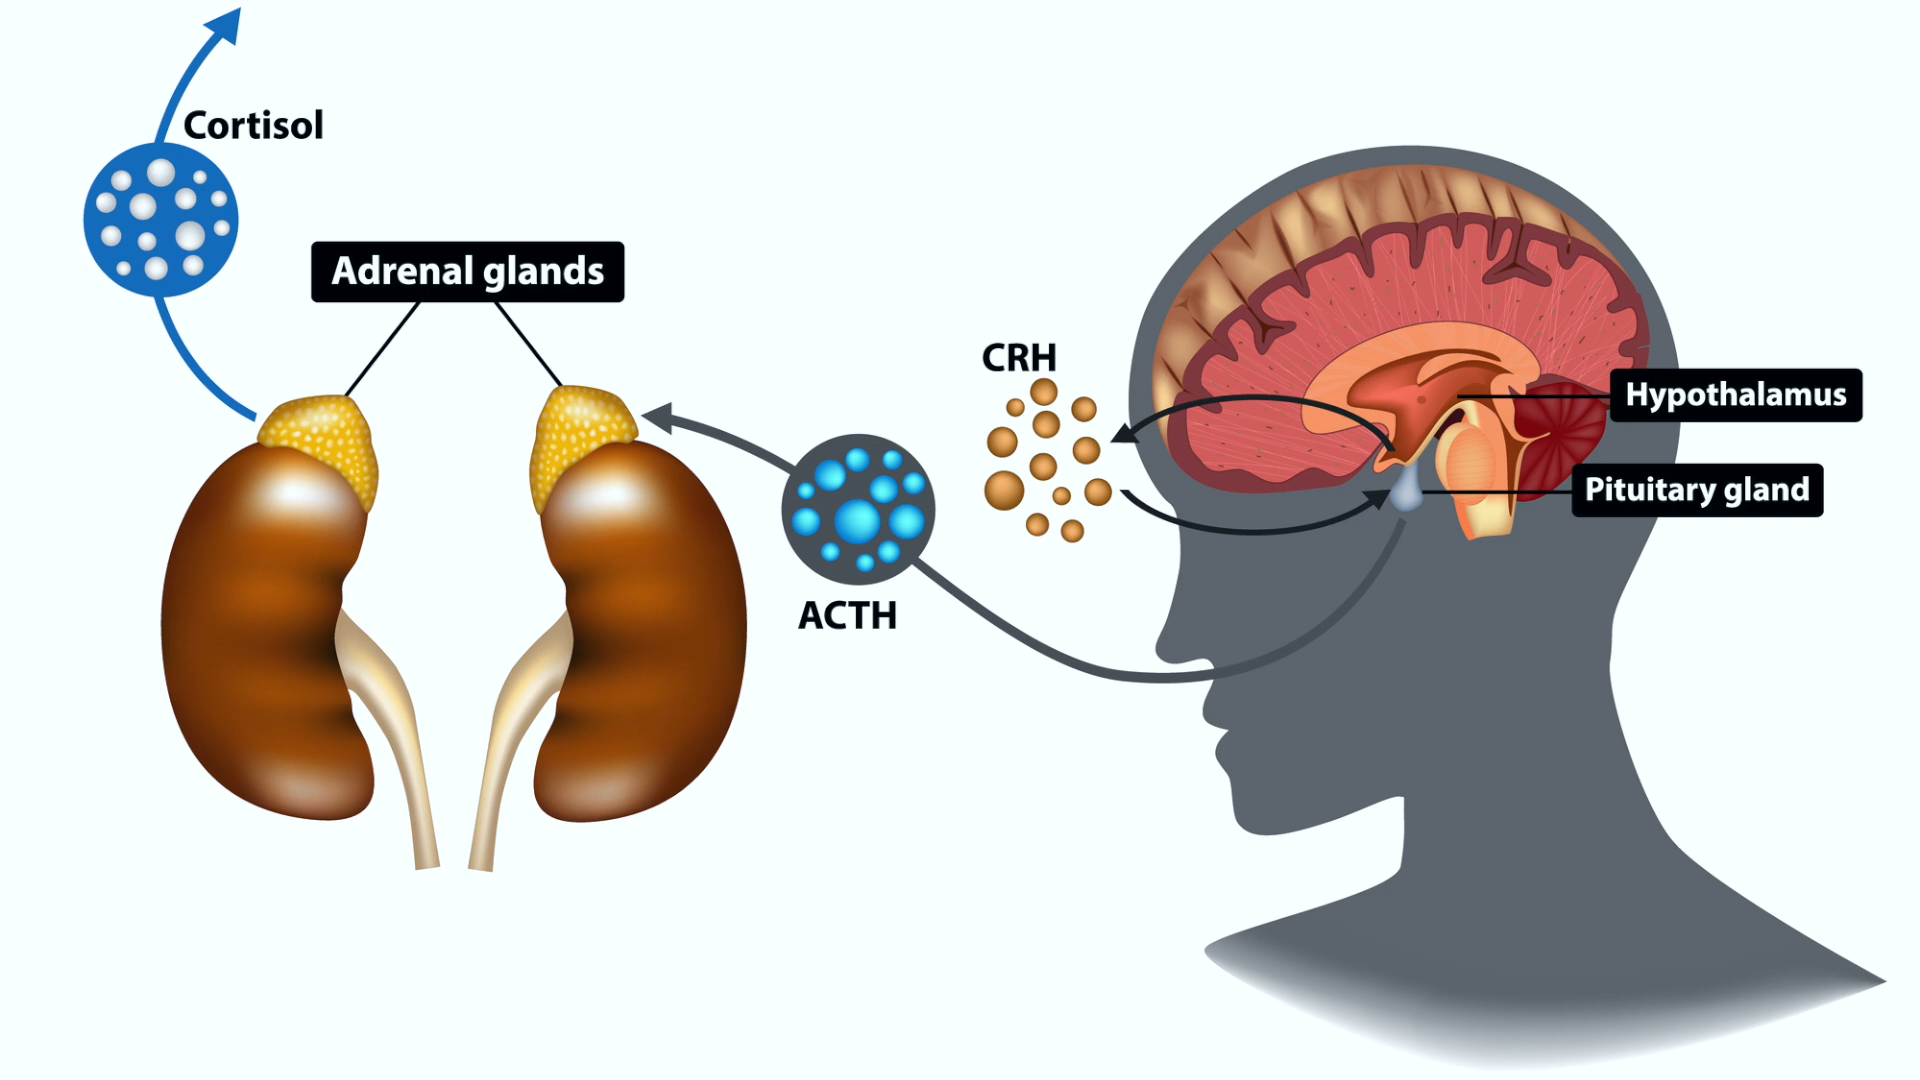 Cortisol
Adrenal glands
CRH
Hypothalamus
Pituitary gland
ACTH